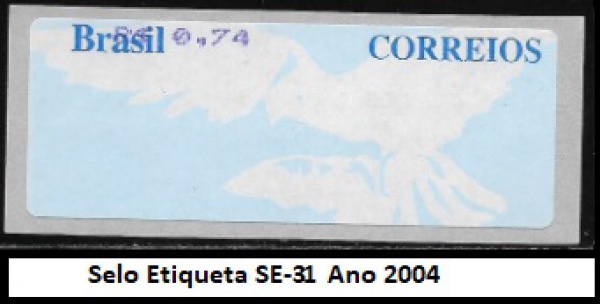 Brasil R$ 0,74 CORREIOS
Selo Etiqueta SE-31 Ano 2004